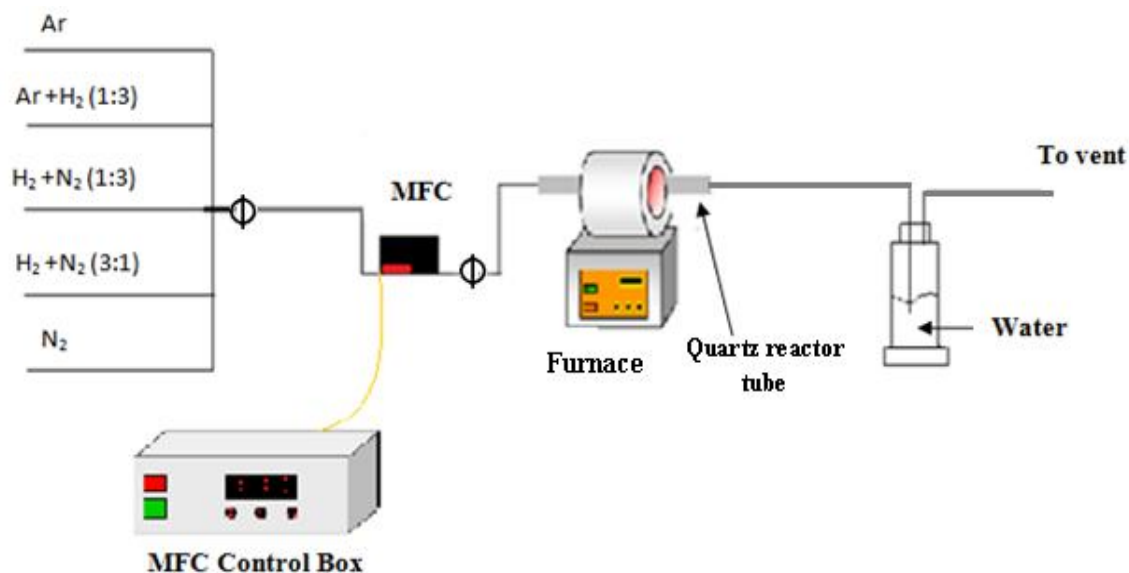 Ar
Ar +H₂ (1:3)
H₂ +N₂ (1:3)
H₂ +N₂ (3:1)
N₂
MFC
To vent
Water
Quartz reactor
tube
Furnace
MFC Control Box